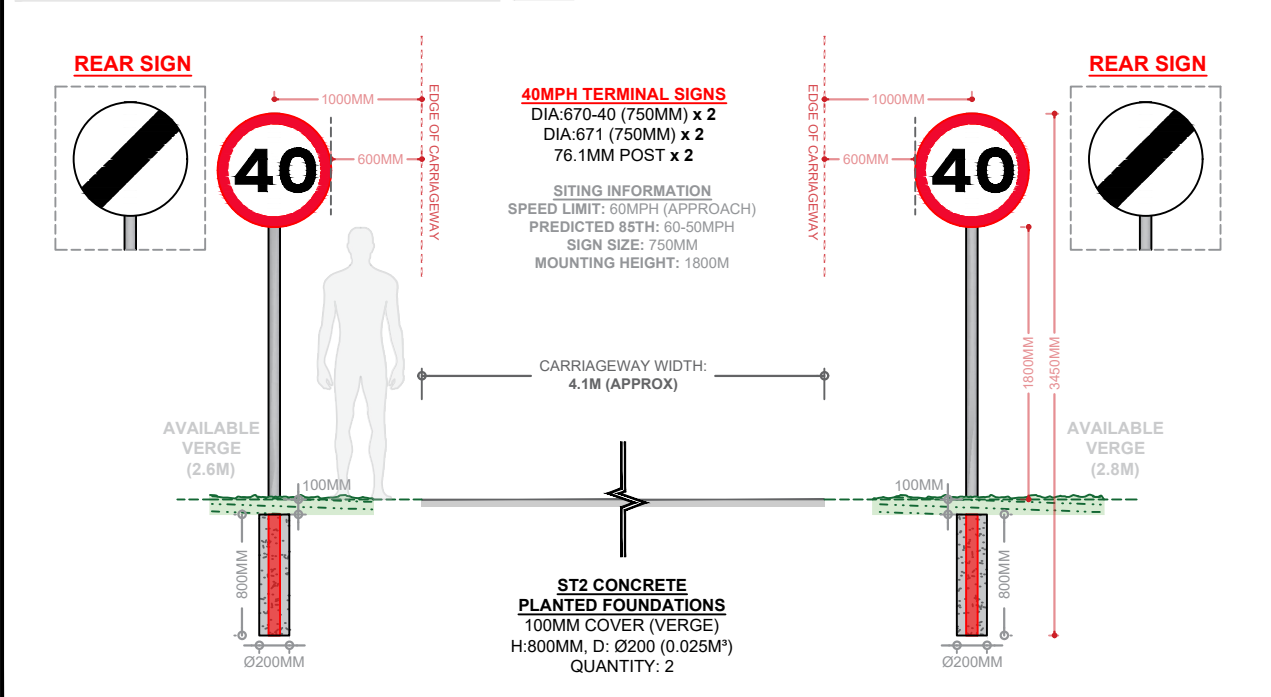 REAR SIGN
1000MM
40
600MM
EDGE OF CARRIAGEWAY
40MPH TERMINAL SIGNS
DIA:670-40 (750MM) x 2
DIA:671 (750MM) x 2
76.1MM POST x 2
SITING INFORMATION
SPEED LIMIT: 60MPH (APPROACH)
PREDICTED 85TH: 60-50MPH
SIGN SIZE: 750MM
MOUNTING HEIGHT: 1800M
EDGE OF CARRIAGEWAY
1000MM
600MM
40
REAR SIGN
CARRIAGEWAY WIDTH:
4.1M (APPROX)
1800MM
3450MM
AVAILABLE
VERGE
(2.6M)
AVAILABLE
VERGE
(2.8M)
100MM
100MM
800MM
800MM
Ø200MM
Ø200MM
ST2 CONCRETE
PLANTED FOUNDATIONS
100MM COVER (VERGE)
H:800MM, D: Ø200 (0.025M³)
QUANTITY: 2